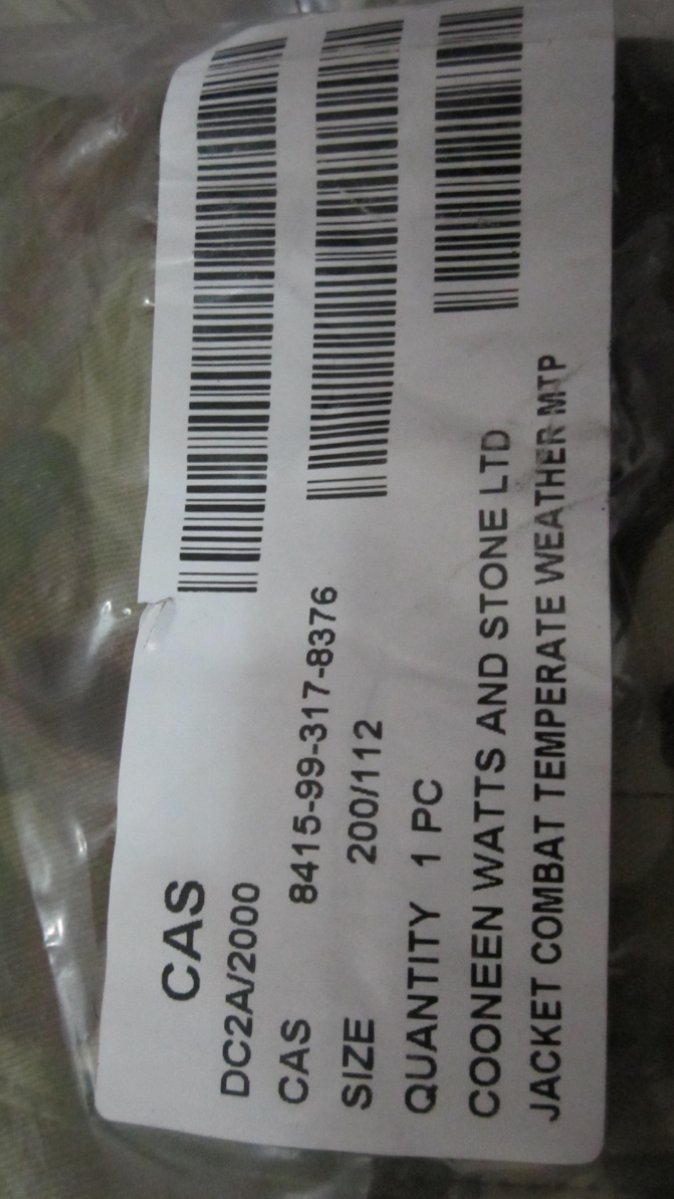 CAS
DC2A/2000
CAS 8415-99-317-8376
SIZE 200/112
QUANTITY 1 PC
COONEEN WATTS AND STONE LTD
JACKET COMBAT TEMPERATE WEATHER MTP